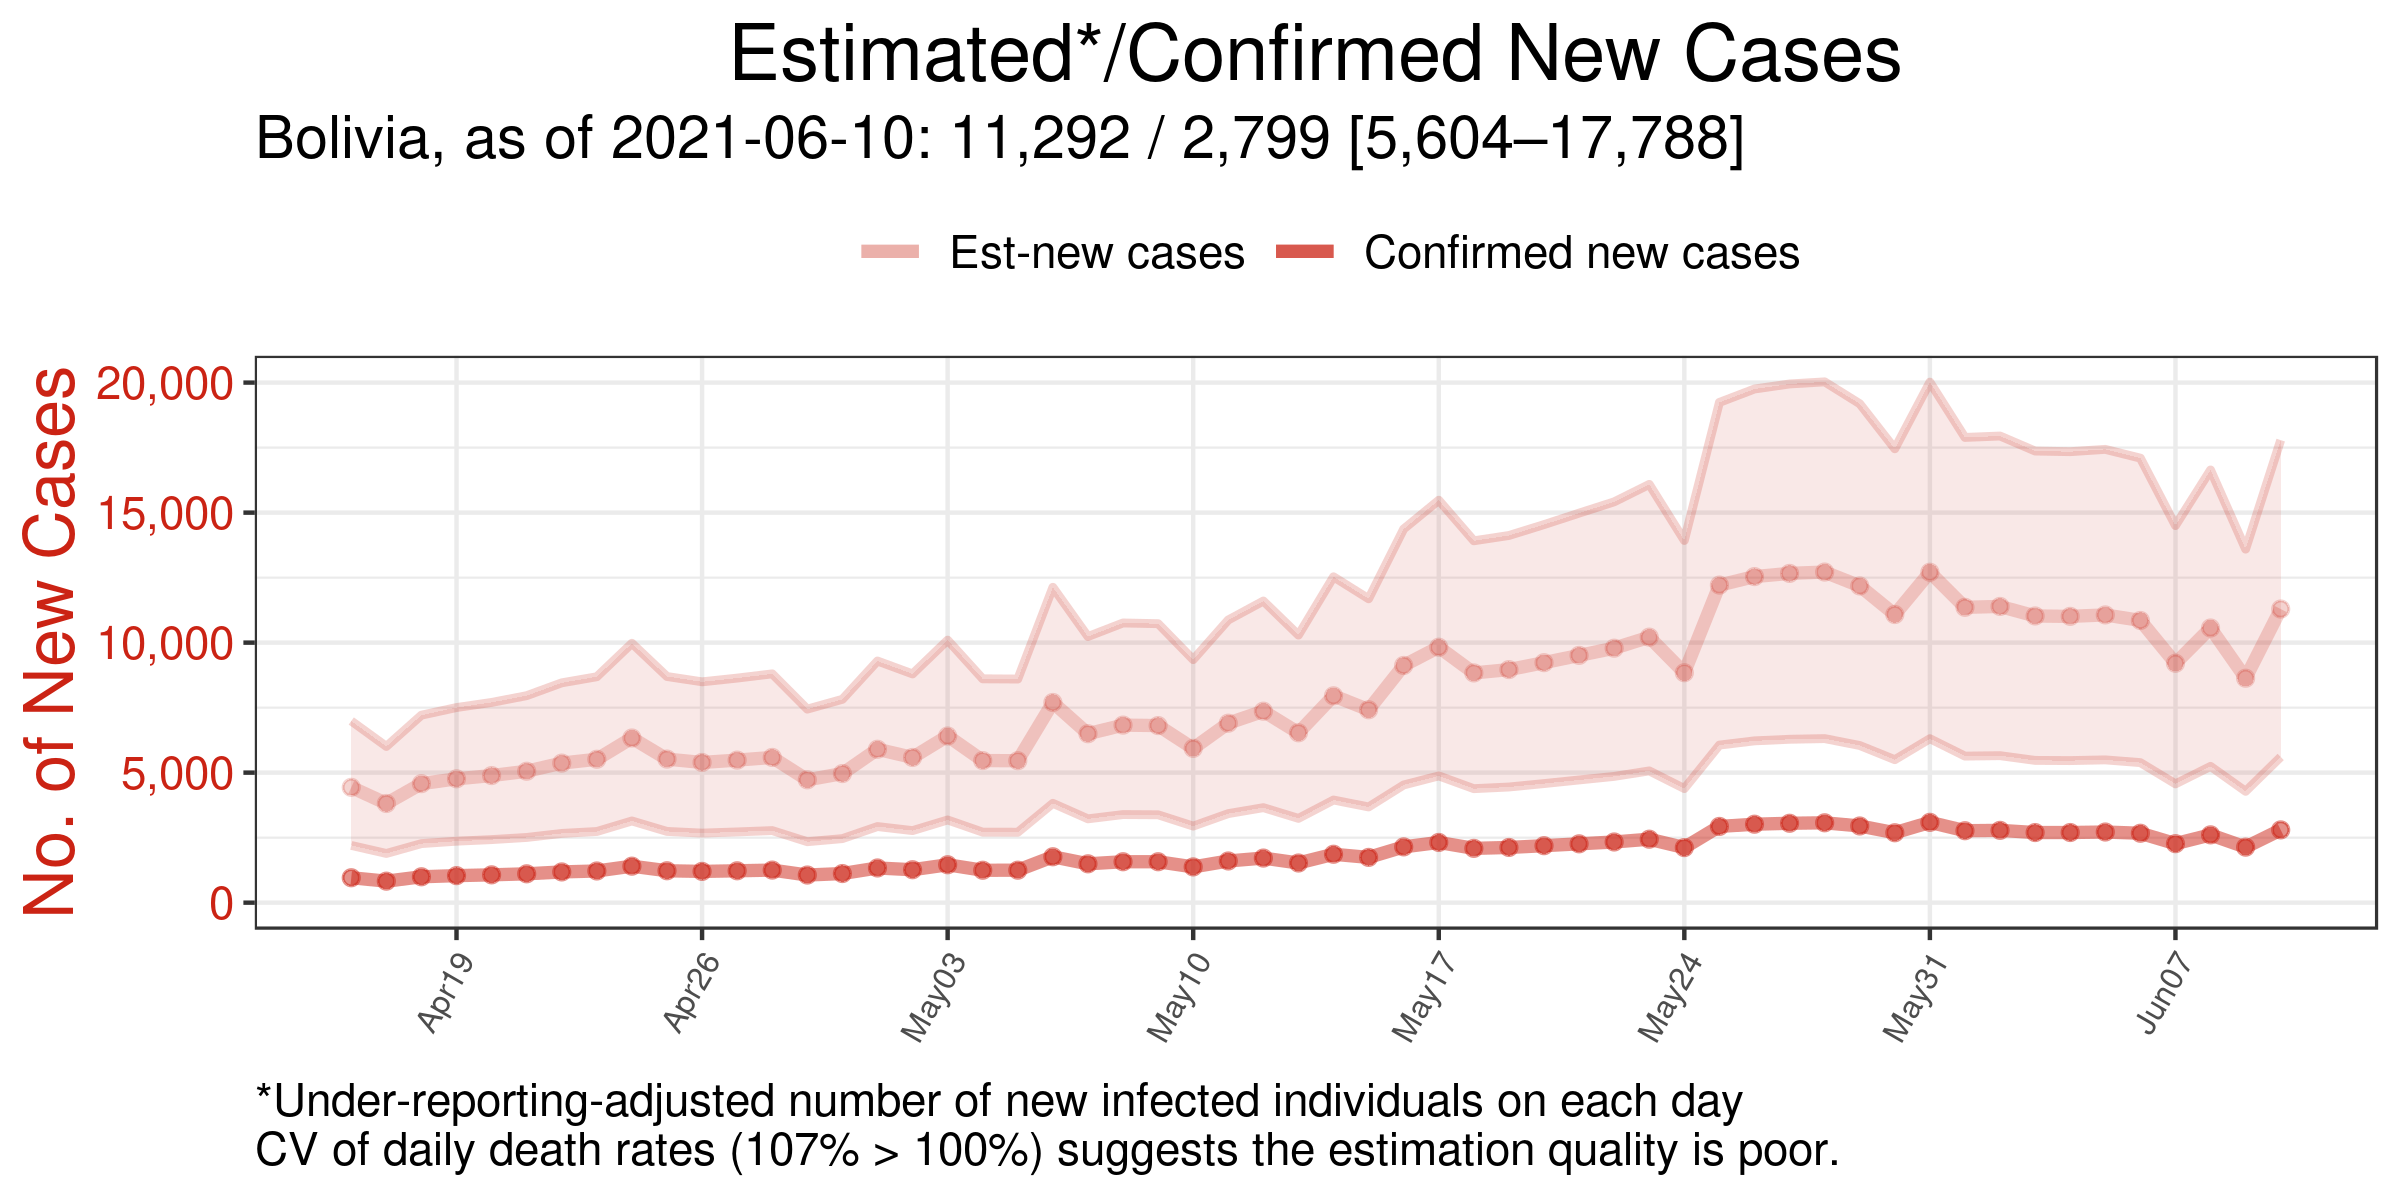 Estimated*/Confirmed New Cases
Bolivia, as of 2021-06-10: 11,292 / 2,799 [5,604–17,788]
Est-new cases
Confirmed new cases
No. of New Cases
20,000
15,000
10,000
5,000
0
Apr19
Apr26
May03
May10
May17
May24
May31
Jun07
*Under-reporting-adjusted number of new infected individuals on each day
CV of daily death rates (107% > 100%) suggests the estimation quality is poor.